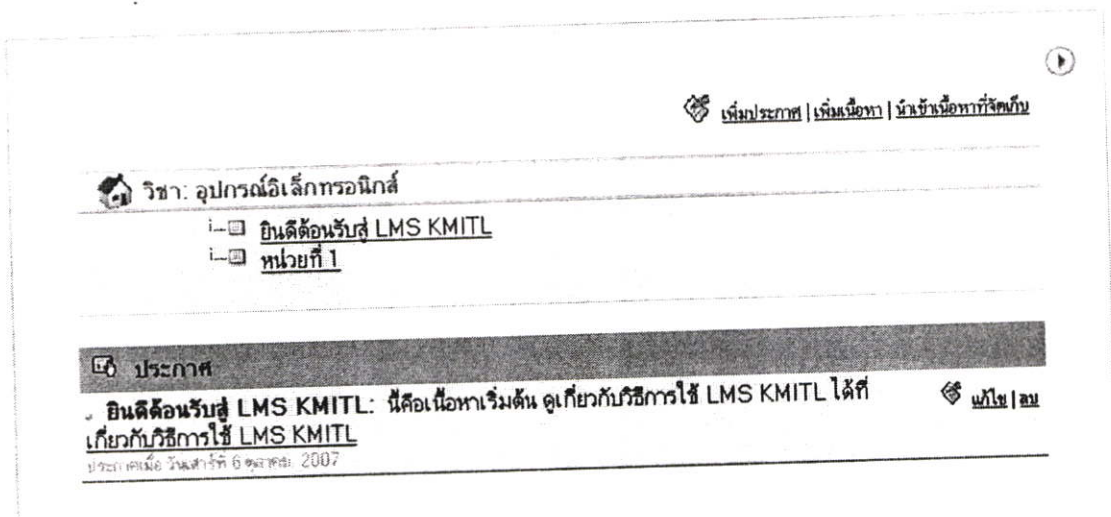 เพิ่มประกาศ | เพิ่มเนื้อหา | นำเข้าเนื้อหาที่จัดเก็บ
วิชา: อุปกรณ์อิเล็กทรอนิกส์
ยินดีต้อนรับสู่ LMS KMITL
หน่วยที่ 1
ประกาศ
ยินดีต้อนรับสู่ LMS KMITL: นี้คือเนื้อหาเริ่มต้น ดูเกี่ยวกับวิธีการใช้ LMS KMITL ได้ที่
แก้ไข | ลบ
เกี่ยวกับวิธีการใช้ LMS KMITL
ประกาศเมื่อ วันเสาร์ที่ 6 ตุลาคม 2007